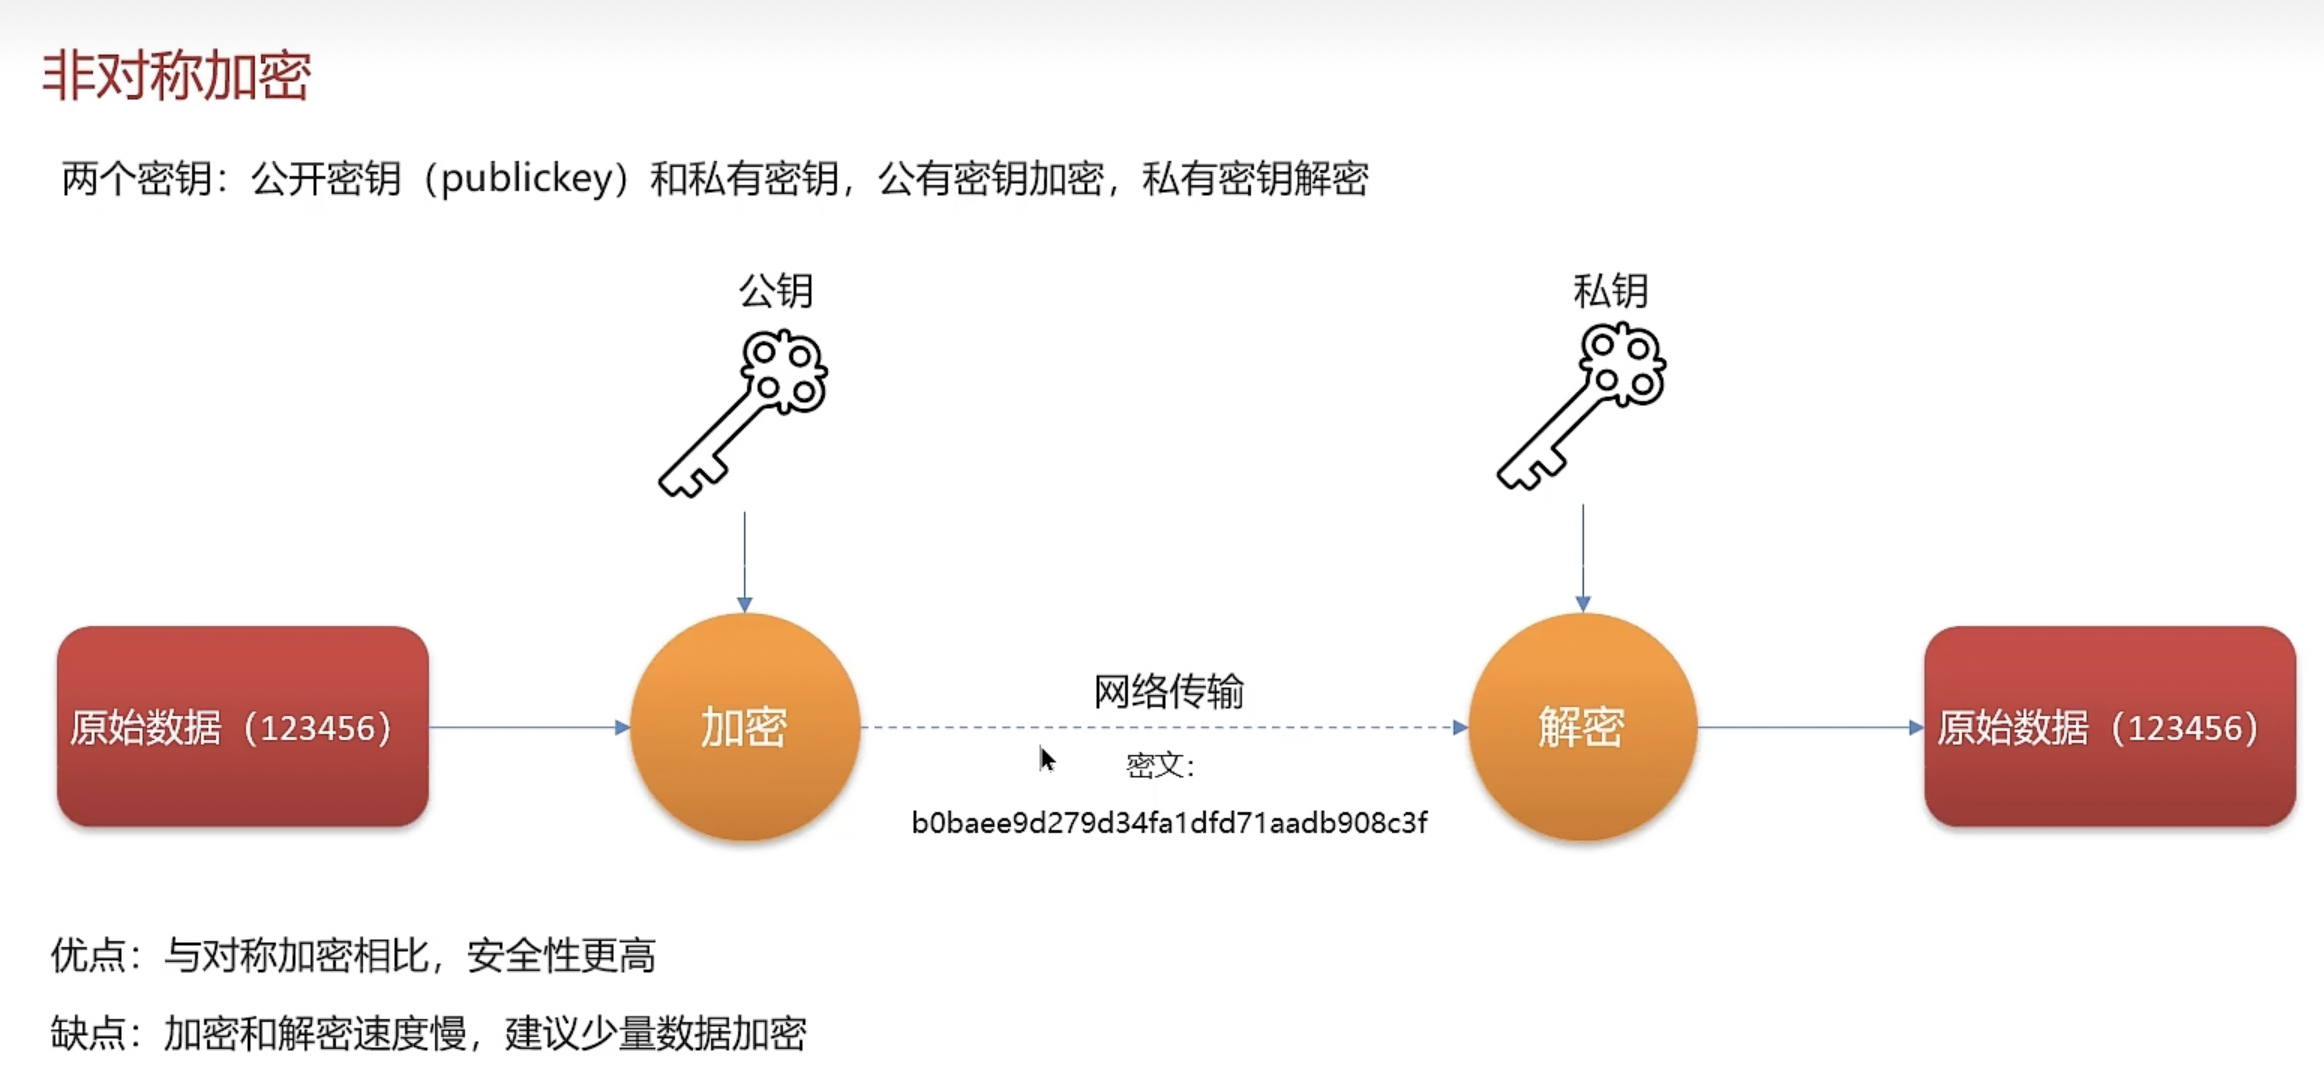 非对称加密
两个密钥：公开密钥（publickey）和私有密钥，公有密钥加密，私有密钥解密
公钥
私钥
原始数据（123456）
加密
网络传输
密文：
b0baee9d279d34fa1dfd71aadb908c3f
解密
原始数据（123456）
优点：与对称加密相比，安全性更高
缺点：加密和解密速度慢，建议少量数据加密